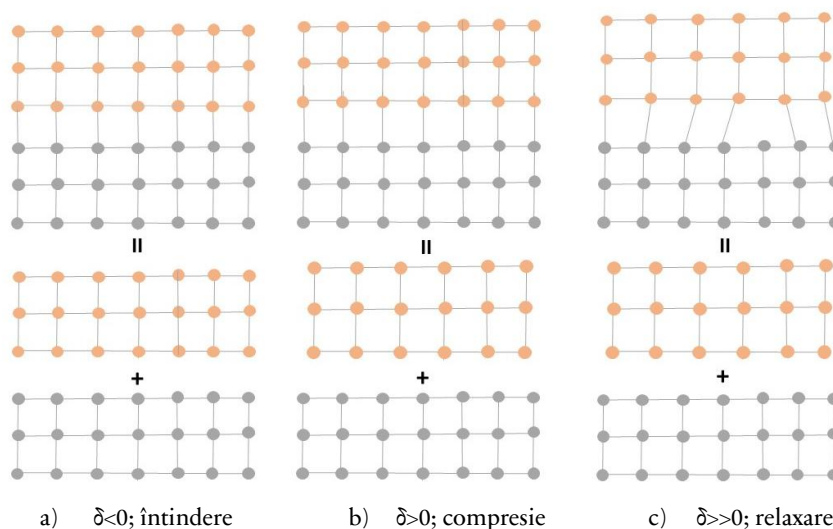 =
=
=
+
+
+
a) δ<0; întindere
b) δ>0; compresie
c) δ>>0; relaxare